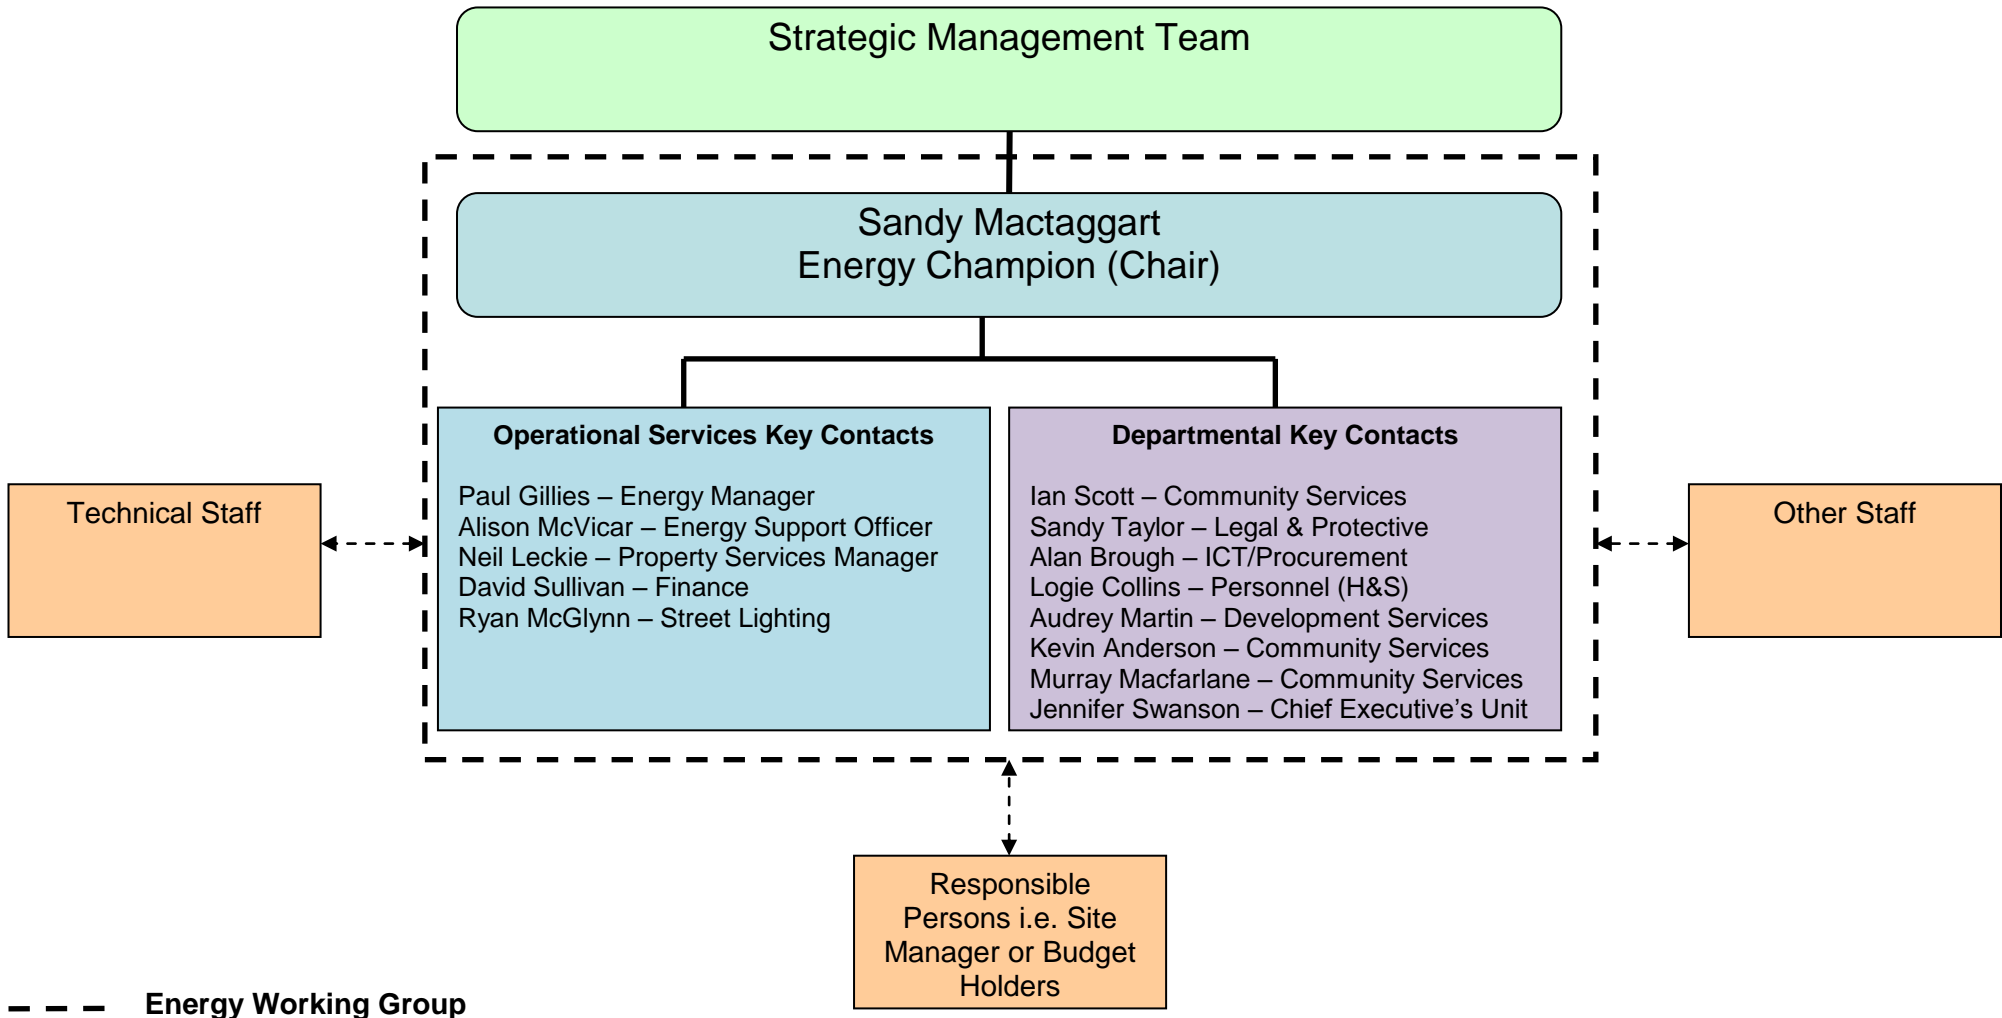 Strategic Management Team
Sandy Mactaggart
Energy Champion (Chair)
Operational Services Key Contacts
Paul Gillies – Energy Manager
Alison McVicar – Energy Support Officer
Neil Leckie – Property Services Manager
David Sullivan – Finance
Ryan McGlynn – Street Lighting
Departmental Key Contacts
Ian Scott – Community Services
Sandy Taylor – Legal & Protective
Alan Brough – ICT/Procurement
Logie Collins – Personnel (H&S)
Audrey Martin – Development Services
Kevin Anderson – Community Services
Murray Macfarlane – Community Services
Jennifer Swanson – Chief Executive’s Unit
Technical Staff
Other Staff
Responsible
Persons i.e. Site
Manager or Budget
Holders
Energy Working Group